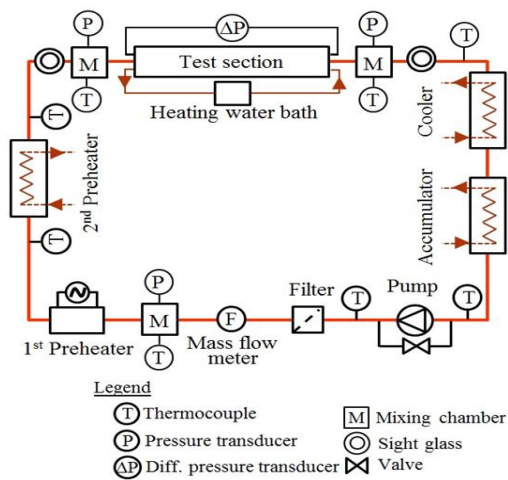 P
ΔP
P
T
M
Test section
M
T
T
Heating water bath
T
Cooler
T
2nd Preheater
Accumulator
T
P
Filter
T
Pump
T
M
F
1st Preheater
T
Mass flow
meter
Legend
T Thermocouple
M Mixing chamber
P Pressure transducer
Sight glass
ΔP Diff. pressure transducer
Valve